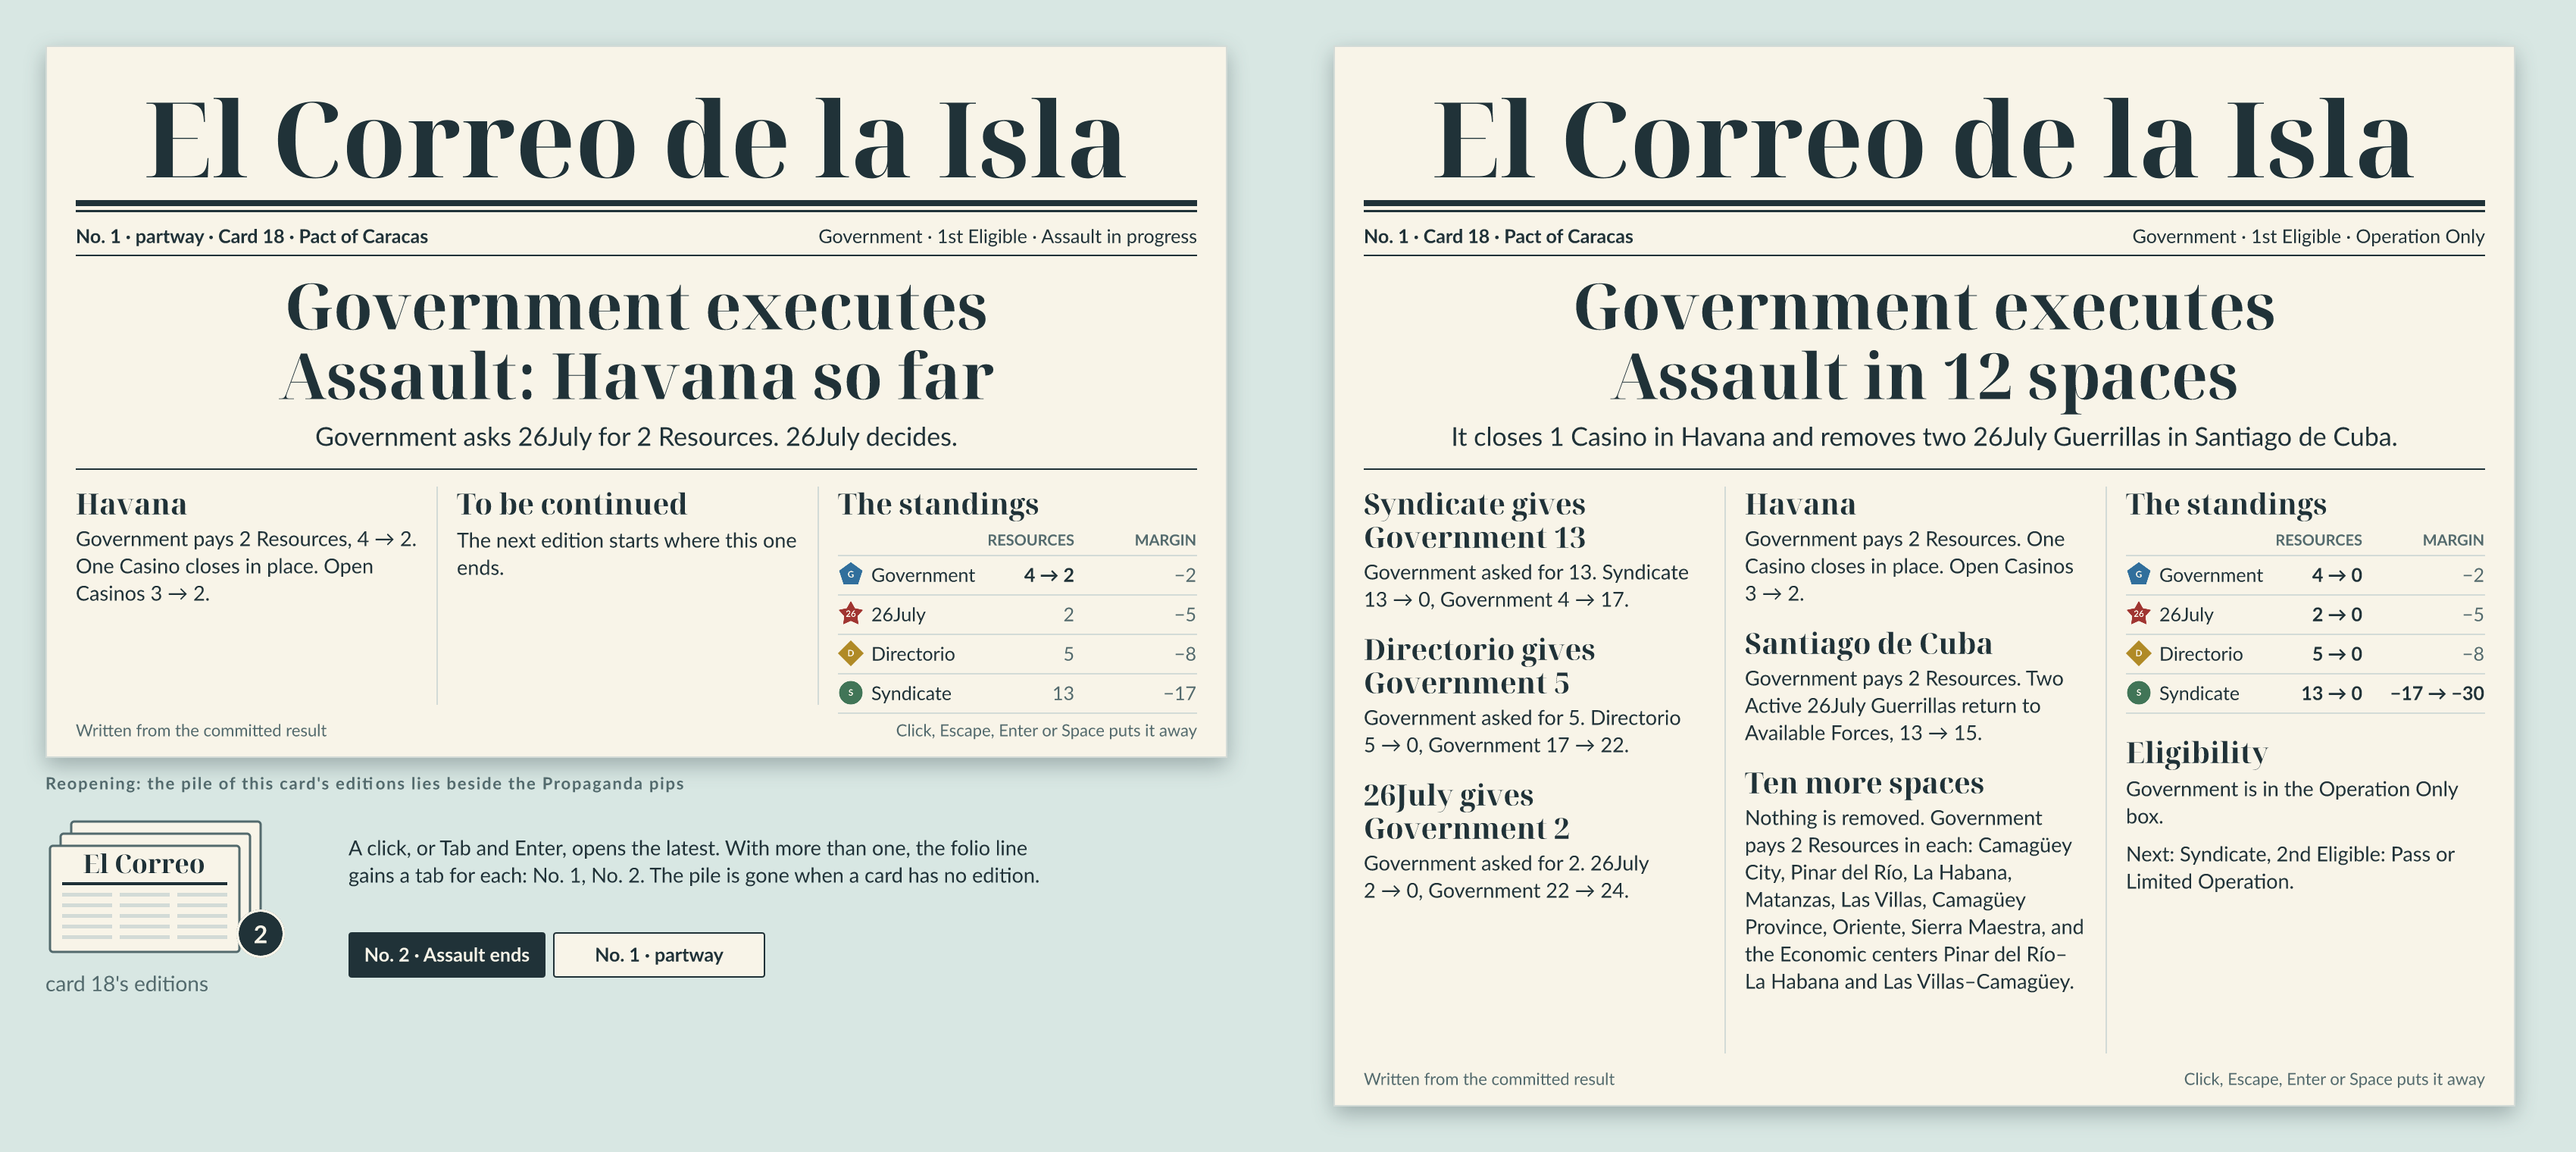 El Correo de la Isla
No. 1 · partway · Card 18 · Pact of Caracas
Government · 1st Eligible · Assault in progress
Government executes
Assault: Havana so far
Government asks 26July for 2 Resources. 26July decides.
Havana
Government pays 2 Resources, 4 → 2.
One Casino closes in place. Open
Casinos 3 → 2.
To be continued
The next edition starts where this one
ends.
The standings
RESOURCES MARGIN
G Government 4 → 2 −2
26 26July 2 −5
D Directorio 5 −8
S Syndicate 13 −17
Written from the committed result
Click, Escape, Enter or Space puts it away
Reopening: the pile of this card's editions lies beside the Propaganda pips
El Correo
2
card 18's editions
A click, or Tab and Enter, opens the latest. With more than one, the folio line
gains a tab for each: No. 1, No. 2. The pile is gone when a card has no edition.
No. 2 · Assault ends
No. 1 · partway
El Correo de la Isla
No. 1 · Card 18 · Pact of Caracas
Government · 1st Eligible · Operation Only
Government executes
Assault in 12 spaces
It closes 1 Casino in Havana and removes two 26July Guerrillas in Santiago de Cuba.
Syndicate gives
Government 13
Government asked for 13. Syndicate
13 → 0, Government 4 → 17.
Directorio gives
Government 5
Government asked for 5. Directorio
5 → 0, Government 17 → 22.
26July gives
Government 2
Government asked for 2. 26July
2 → 0, Government 22 → 24.
Havana
Government pays 2 Resources. One
Casino closes in place. Open Casinos
3 → 2.
Santiago de Cuba
Government pays 2 Resources. Two
Active 26July Guerrillas return to
Available Forces, 13 → 15.
Ten more spaces
Nothing is removed. Government
pays 2 Resources in each: Camagüey
City, Pinar del Río, La Habana,
Matanzas, Las Villas, Camagüey
Province, Oriente, Sierra Maestra, and
the Economic centers Pinar del Río–
La Habana and Las Villas–Camagüey.
The standings
RESOURCES MARGIN
G Government 4 → 0 −2
26 26July 2 → 0 −5
D Directorio 5 → 0 −8
S Syndicate 13 → 0 −17 → −30
Eligibility
Government is in the Operation Only
box.
Next: Syndicate, 2nd Eligible: Pass or
Limited Operation.
Written from the committed result
Click, Escape, Enter or Space puts it away